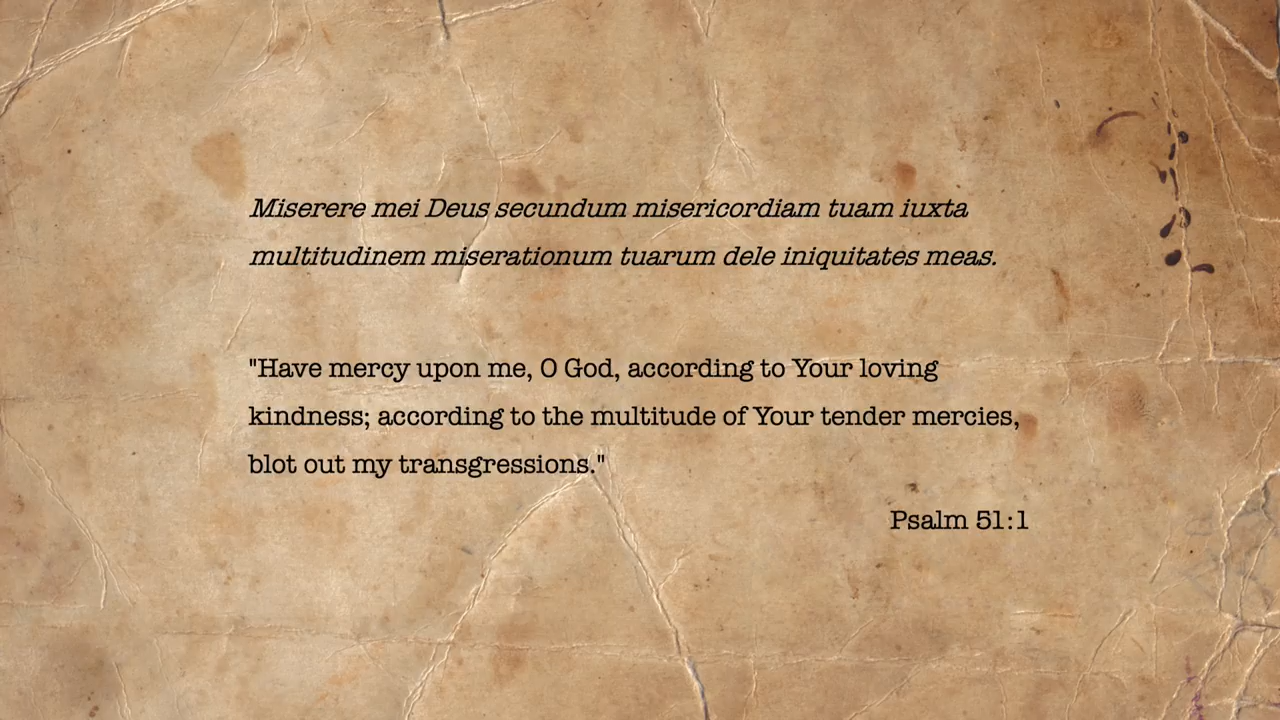 Miserere mei Deus secundum misericordiam tuam iuxta
multitudinem miserationum tuarum dele iniquitates meas.
"Have mercy upon me, O God, according to Your loving
kindness; according to the multitude of Your tender mercies,
blot out my transgressions."
Psalm 51:1